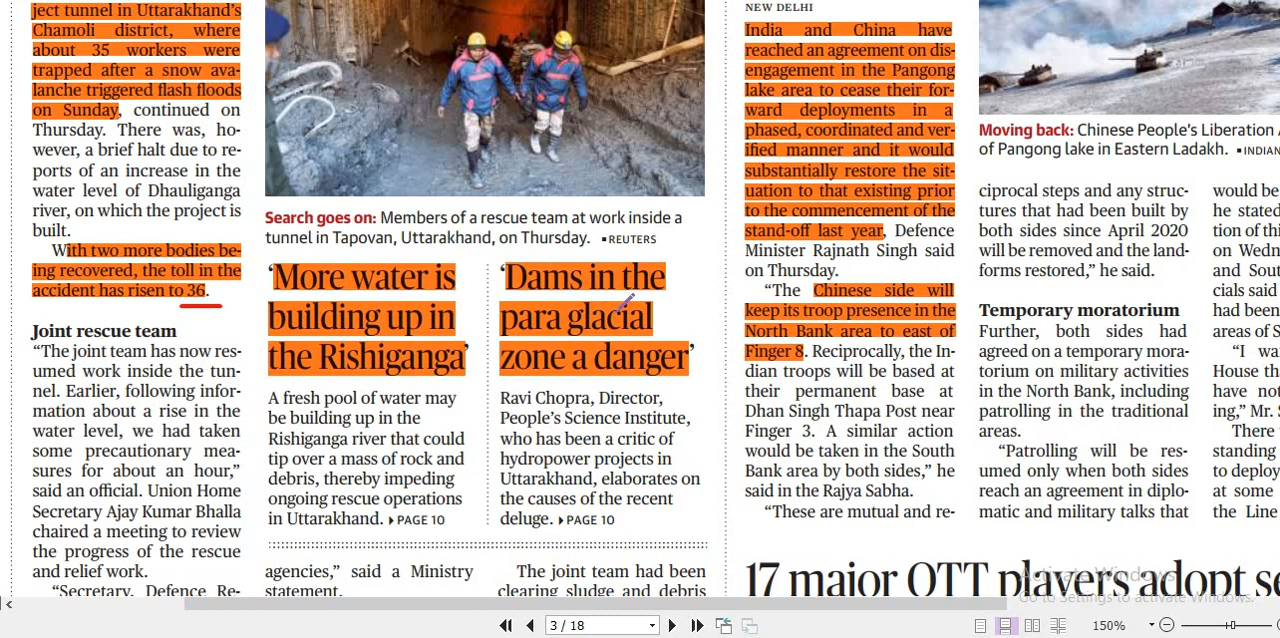 ject tunnel in Uttarakhand's
Chamoli district, where
about 35 workers were
trapped after a snow ava-
lanche triggered flash floods
on Sunday, continued on
Thursday. There was, ho-
wever, a brief halt due to re-
ports of an increase in the
water level of Dhauliganga
river, on which the project is
built.
With two more bodies be-
ing recovered, the toll in the
accident has risen to 36.
Joint rescue team
“The joint team has now res-
umed work inside the tun-
nel. Earlier, following infor-
mation about a rise in the
water level, we had taken
some precautionary mea-
sures for about an hour,”
said an official. Union Home
Secretary Ajay Kumar Bhalla
chaired a meeting to review
the progress of the rescue
and relief work.
“Secretary, Defence Re-
Search goes on: Members of a rescue team at work inside a
tunnel in Tapovan, Uttarakhand, on Thursday. ▪REUTERS
‘More water is
building up in
the Rishiganga’
A fresh pool of water may
be building up in the
Rishiganga river that could
tip over a mass of rock and
debris, thereby impeding
ongoing rescue operations
in Uttarakhand. ▸PAGE 10
‘Dams in the
para glacial
zone a danger’
Ravi Chopra, Director,
People's Science Institute,
who has been a critic of
hydropower projects in
Uttarakhand, elaborates on
the causes of the recent
deluge. ▸PAGE 10
agencies,” said a Ministry
statement.
The joint team had been
clearing sludge and debris
NEW DELHI
India and China have
reached an agreement on dis-
engagement in the Pangong
lake area to cease their for-
ward deployments in a
phased, coordinated and ver-
ified manner and it would
substantially restore the sit-
uation to that existing prior
to the commencement of the
stand-off last year, Defence
Minister Rajnath Singh said
on Thursday.
“The Chinese side will
keep its troop presence in the
North Bank area to east of
Finger 8. Reciprocally, the In-
dian troops will be based at
their permanent base at
Dhan Singh Thapa Post near
Finger 3. A similar action
would be taken in the South
Bank area by both sides,” he
said in the Rajya Sabha.
“These are mutual and re-
Moving back: Chinese People's Liberation
of Pangong lake in Eastern Ladakh. ▪INDIAN
ciprocal steps and any struc-
tures that had been built by
both sides since April 2020
will be removed and the land-
forms restored,” he said.
Temporary moratorium
Further, both sides had
agreed on a temporary mora-
torium on military activities
in the North Bank, including
patrolling in the traditional
areas.
“Patrolling will be res-
umed only when both sides
reach an agreement in diplo-
matic and military talks that
would be
he stated
tion of thi
on Wedn
and Sout
cials said
had been
areas of S
“I wa
House tha
have not
ing,” Mr. S
There
standing
to deploy
at some
the Line
17 major OTT players adopt se
Activate Windows
Go to Settings to activate Windows.
3 / 18
150%